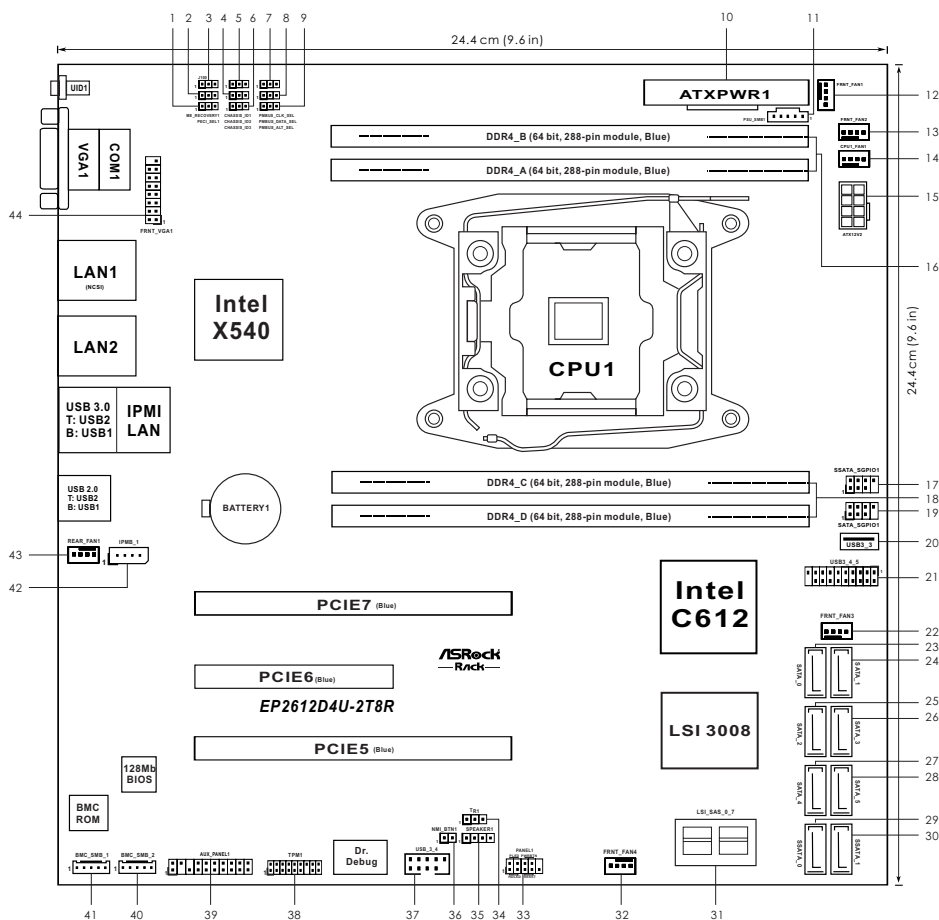 1 2 3 4 5 6 7 8 9 10 11
24.4 cm (9.6 in)
J100
UID1
ME_RECOVERY1
PECI_SEL1
CHASSIS_ID1
CHASSIS_ID2
CHASSIS_ID3
PMBUS_CLK_SEL
PMBUS_DATA_SEL
PMBUS_ALT_SEL
ATXPWR1
PSU_SMB1
FRNT_FAN1
12
FRNT_FAN2
13
CPU1_FAN1
14
DDR4_B (64 bit, 288-pin module, Blue)
DDR4_A (64 bit, 288-pin module, Blue)
VGA1
COM1
44
FRNT_VGA1
15
ATX12V2
16
LAN1
(NCSI)
Intel
X540
24.4 cm (9.6 in)
LAN2
CPU1
USB 3.0
T: USB2
B: USB1
IPMI
LAN
USB 2.0
T: USB2
B: USB1
BATTERY1
DDR4_C (64 bit, 288-pin module, Blue)
DDR4_D (64 bit, 288-pin module, Blue)
SSATA_SGPIO1
17
18
19
SATA_SGPIO1
USB3_3
20
43
REAR_FAN1
IPMB_1
42
USB3_4_5
21
Intel
C612
PCIE7 (Blue)
FRNT_FAN3
22
23
24
SATA_0
SATA_1
ASRock
Rack
PCIE6 (Blue)
EP2612D4U-2T8R
25
26
SATA_2
SATA_3
LSI 3008
PCIE5 (Blue)
27
28
SATA_4
SATA_5
128Mb
BIOS
BMC
ROM
LSI_SAS_0_7
29
30
SSATA_0
SSATA_1
TR1
NMI_BTN1
SPEAKER1
BMC_SMB_1
BMC_SMB_2
AUX_PANEL1
TPM1
Dr.
Debug
USB_3_4
PANEL1
FRNT_FAN4
41 40 39 38 37 36 35 34 33 32 31